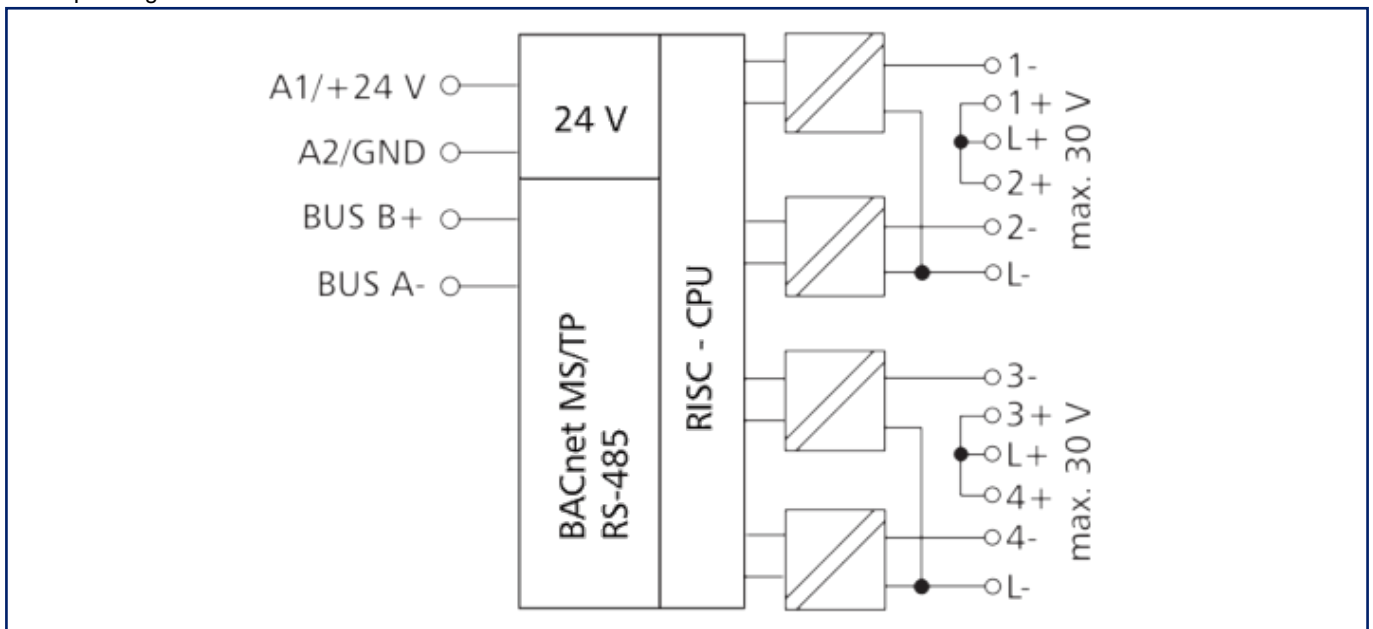 A1/+24 V
A2/GND
BUS B+
BUS A-
24 V
BACnet MS/TP
RS-485
RISC - CPU
1-
1+
L+
2+
max. 30 V
2-
L-
3-
3+
L+
4+
max. 30 V
4-
L-